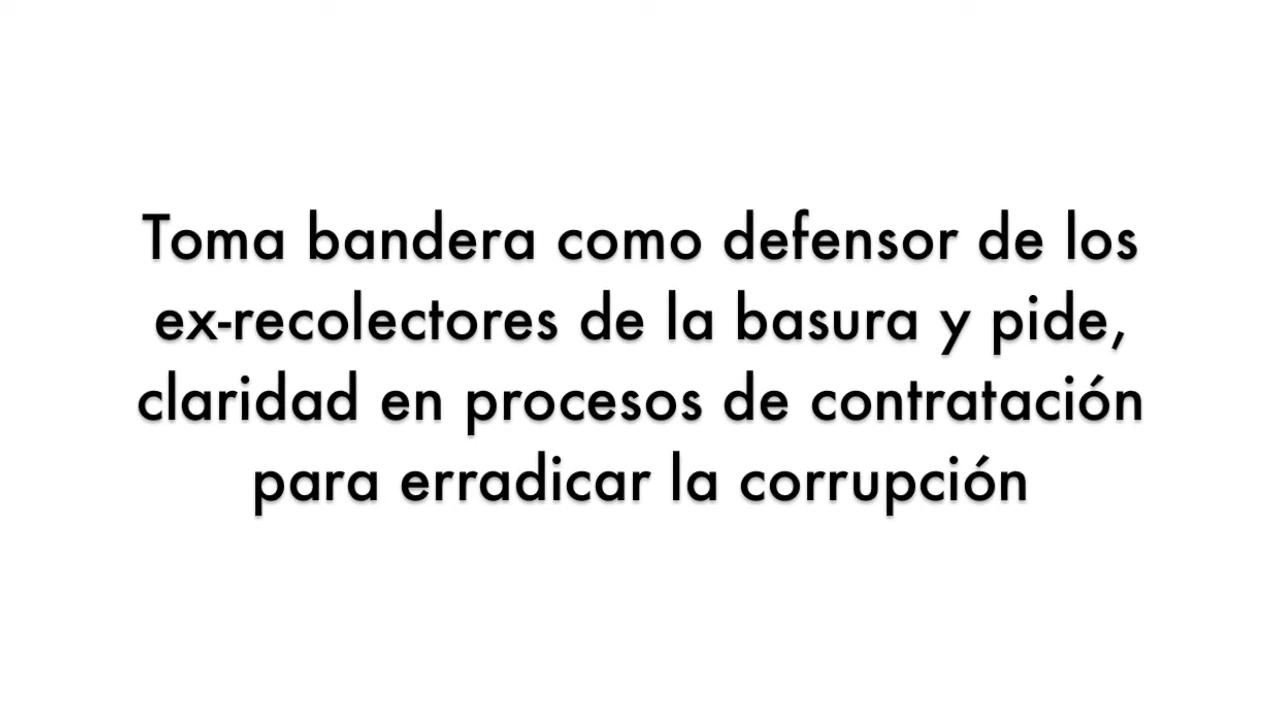 Toma bandera como defensor de los
ex-recolectores de la basura y pide,
claridad en procesos de contratación
para erradicar la corrupción